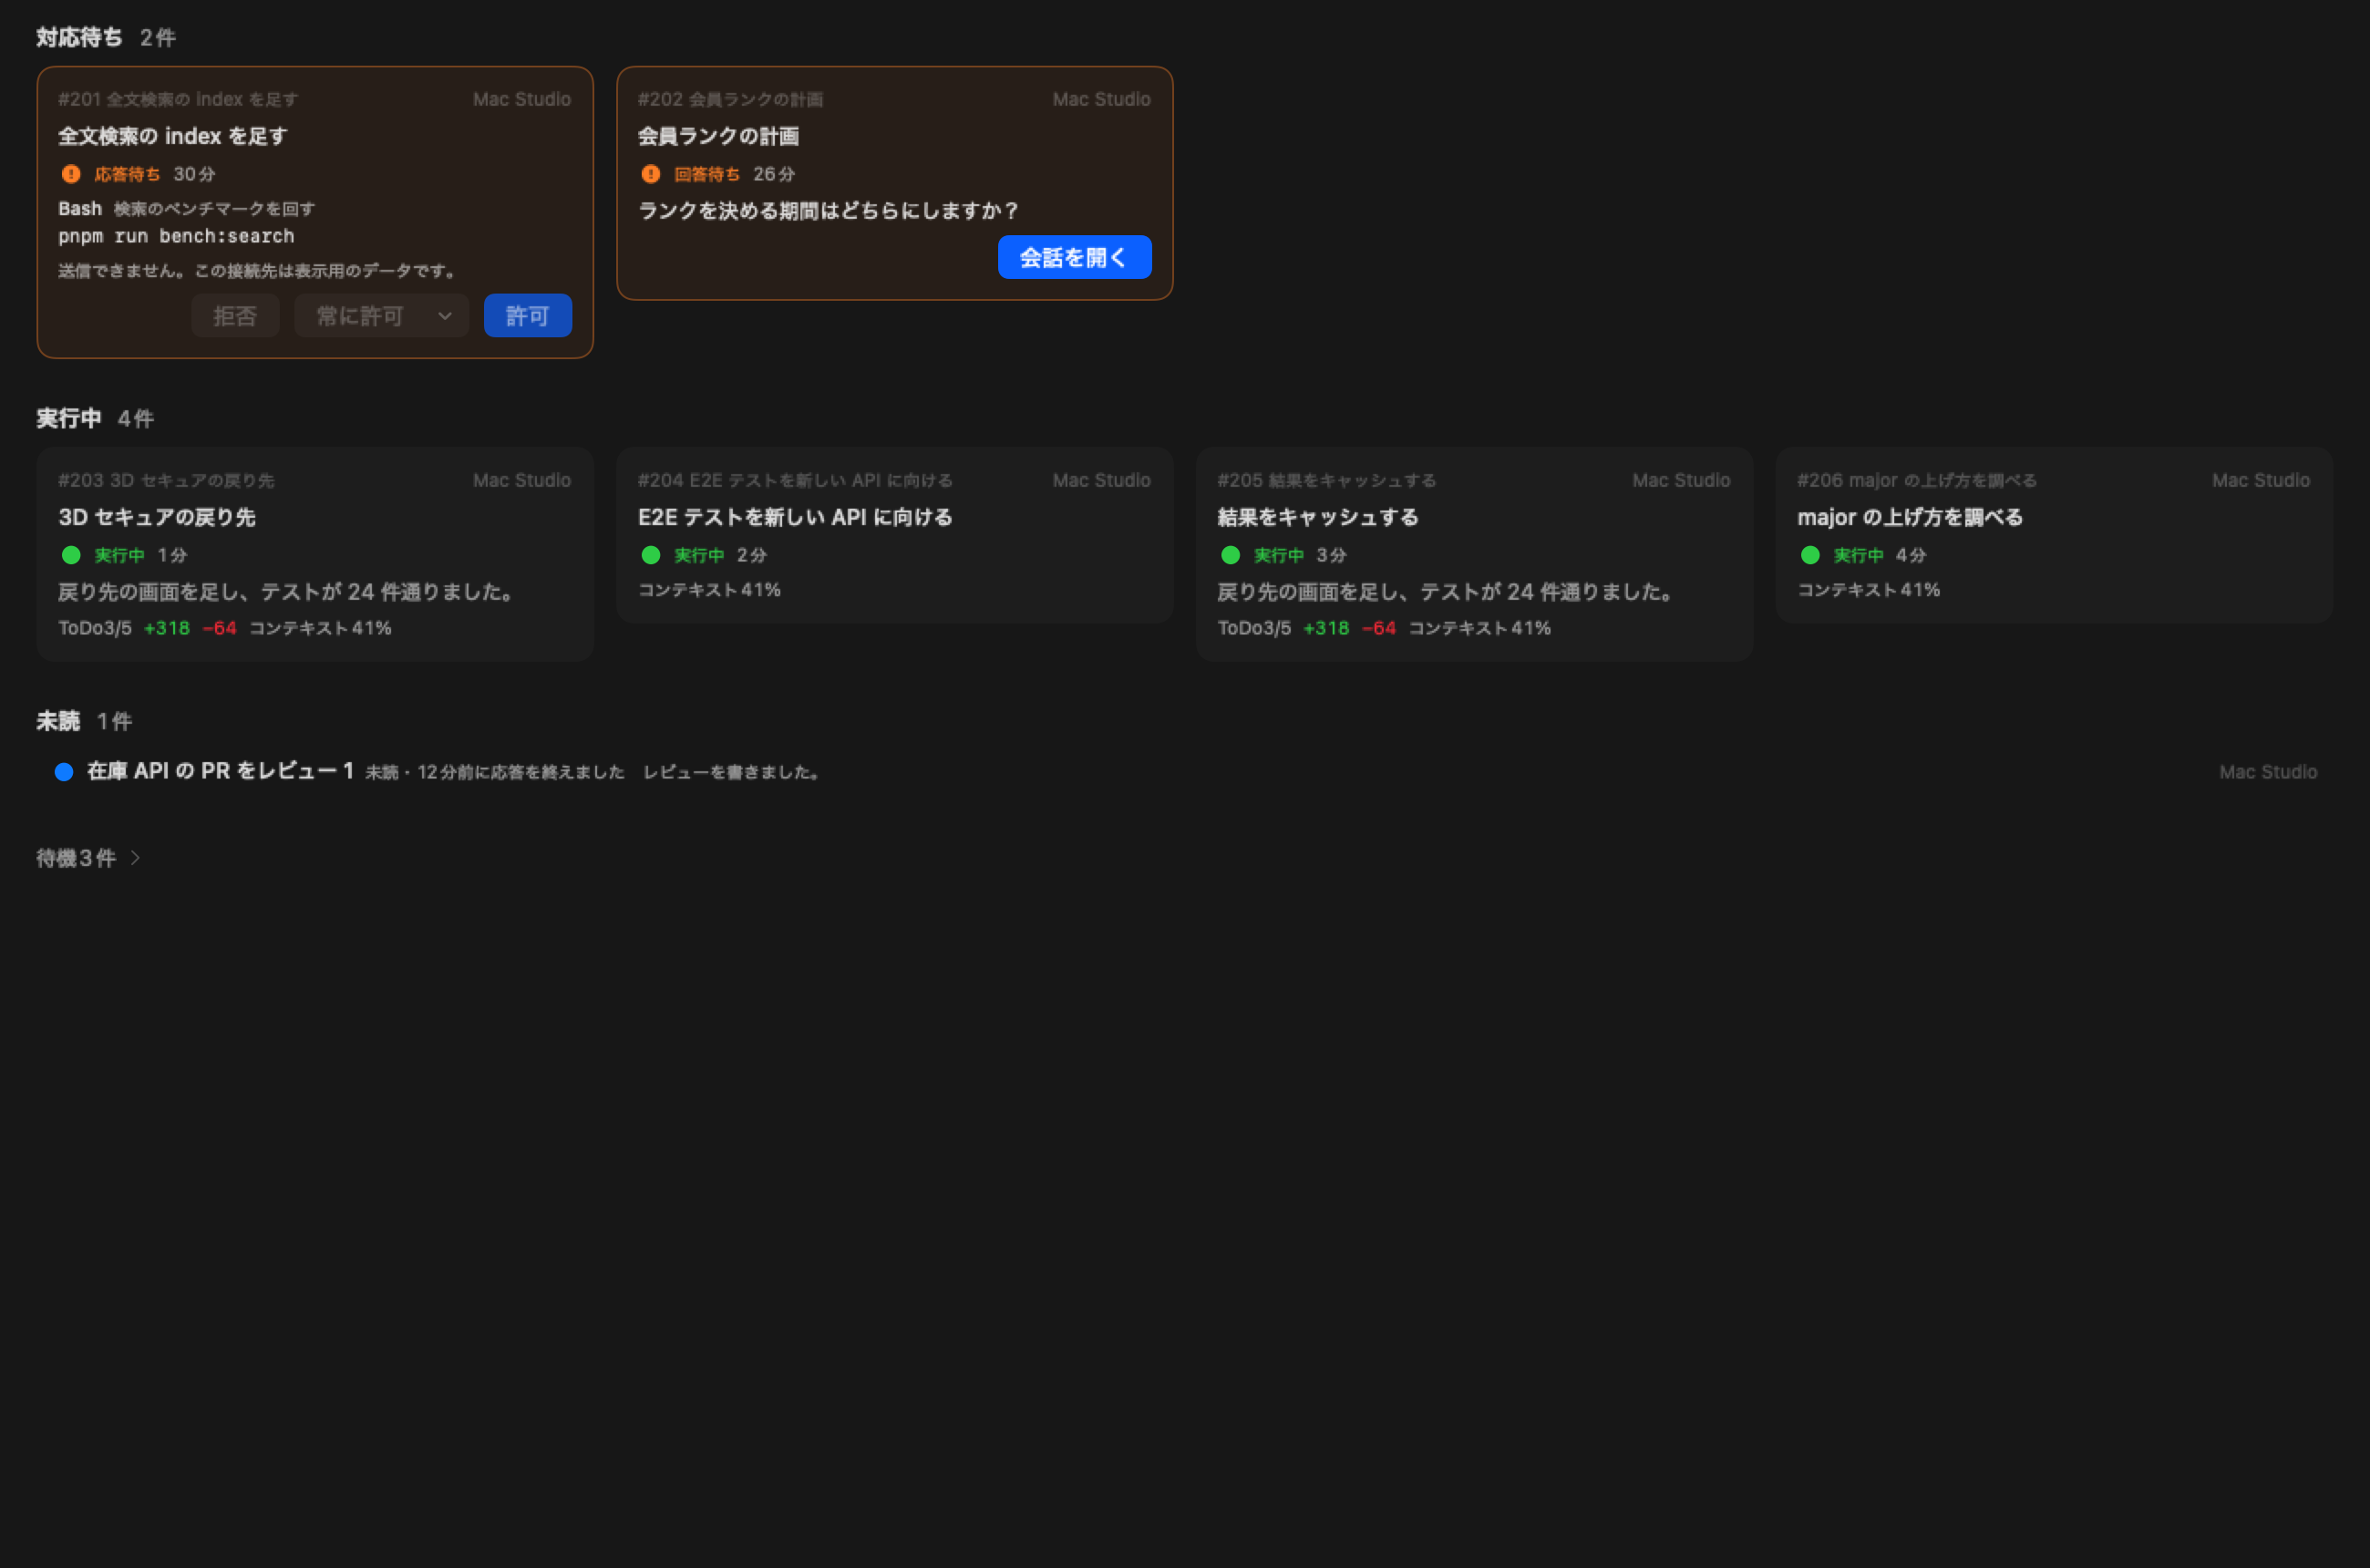 対応待ち 2件
#201 全文検索の index を足す Mac Studio
全文検索の index を足す
応答待ち 30分
Bash 検索のベンチマークを回す
pnpm run bench:search
送信できません。この接続先は表示用のデータです。
拒否 常に許可 許可
#202 会員ランクの計画 Mac Studio
会員ランクの計画
回答待ち 26分
ランクを決める期間はどちらにしますか？
会話を開く
実行中 4件
#203 3D セキュアの戻り先 Mac Studio
3D セキュアの戻り先
実行中 1分
戻り先の画面を足し、テストが 24 件通りました。
ToDo3/5 +318 −64 コンテキスト41%
#204 E2E テストを新しい API に向ける Mac Studio
E2E テストを新しい API に向ける
実行中 2分
コンテキスト41%
#205 結果をキャッシュする Mac Studio
結果をキャッシュする
実行中 3分
戻り先の画面を足し、テストが 24 件通りました。
ToDo3/5 +318 −64 コンテキスト41%
#206 major の上げ方を調べる Mac Studio
major の上げ方を調べる
実行中 4分
コンテキスト41%
未読 1件
在庫 API の PR をレビュー 1 未読・12分前に応答を終えました レビューを書きました。 Mac Studio
待機3件